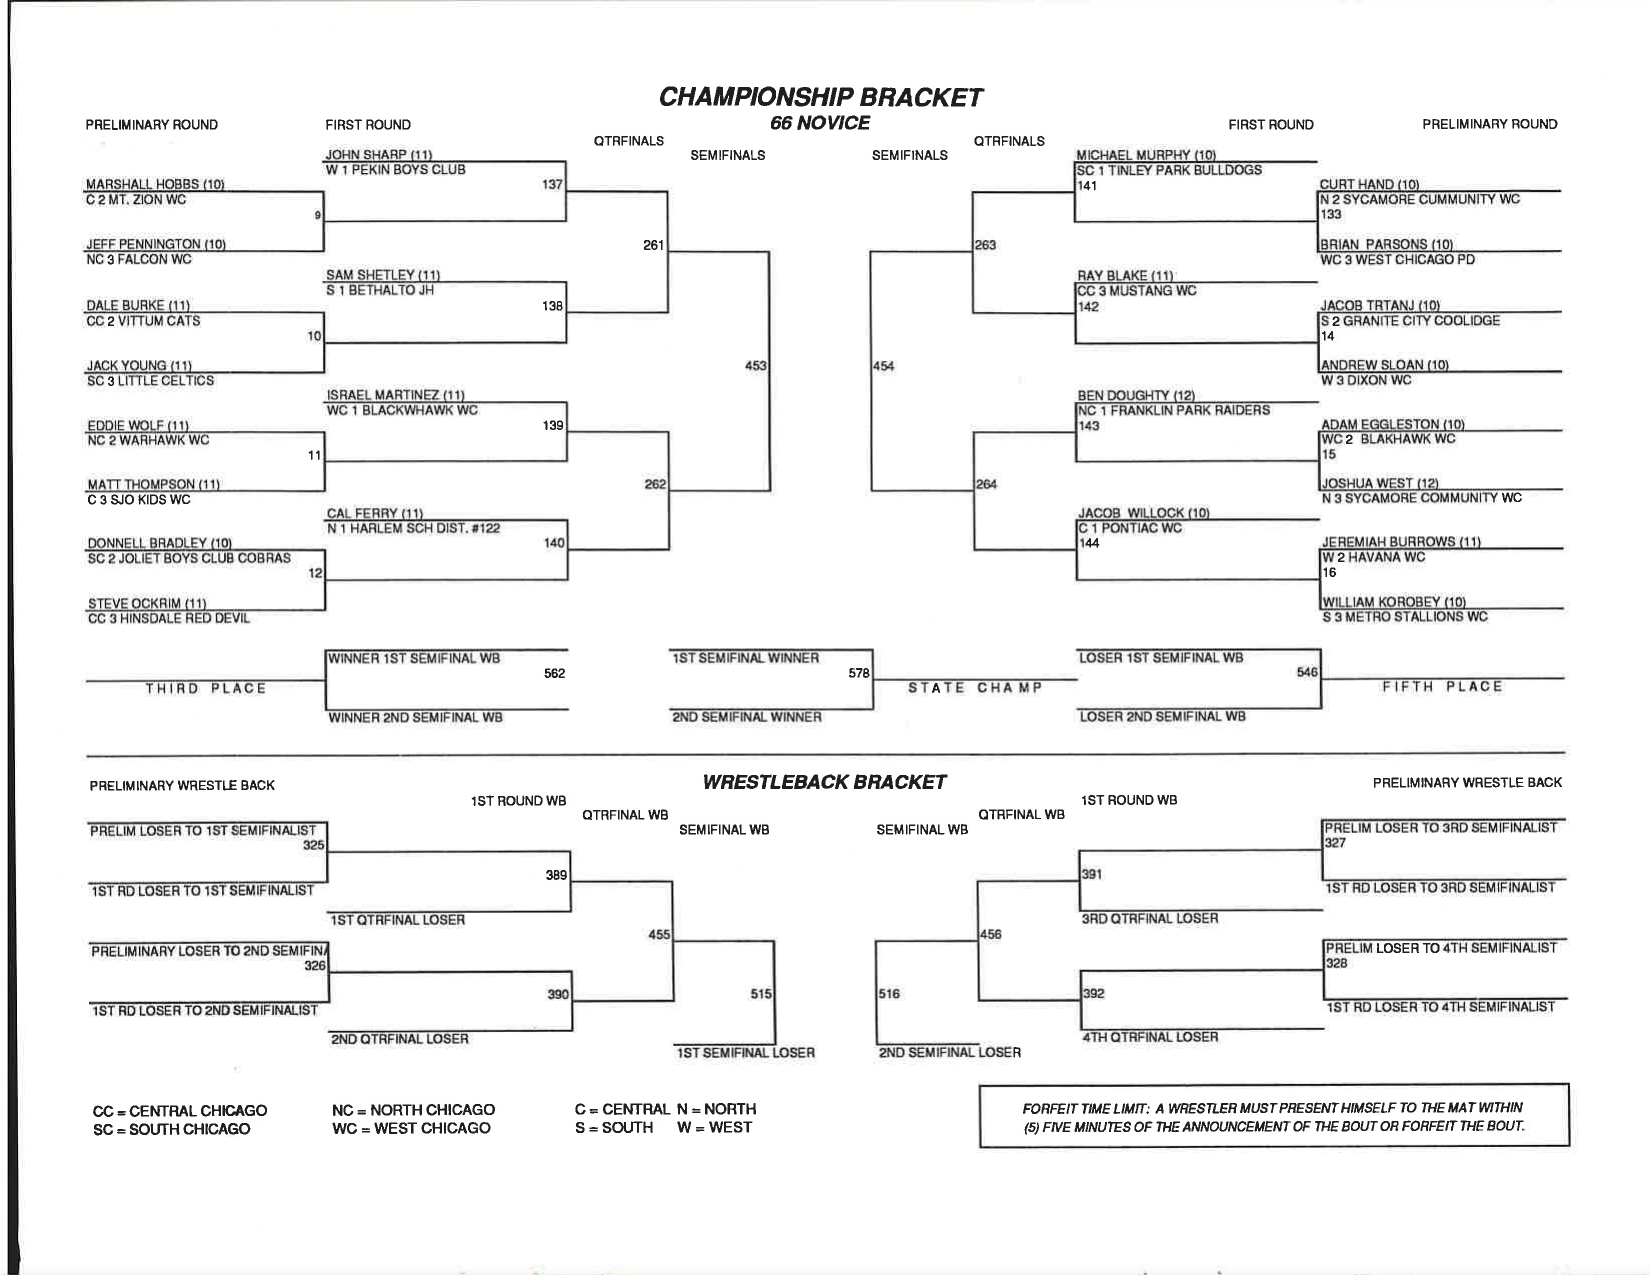 CHAMPIONSHIP BRACKET
66 NOVICE
PRELIMINARY ROUND
FIRST ROUND
QTRFINALS
SEMIFINALS
SEMIFINALS
QTRFINALS
FIRST ROUND
PRELIMINARY ROUND
JOHN SHARP (11)
W 1 PEKIN BOYS CLUB
137
MARSHALL HOBBS (10)
C 2 MT. ZION WC
9
JEFF PENNINGTON (10)
NC 3 FALCON WC
261
SAM SHETLEY (11)
S 1 BETHALTO JH
138
DALE BURKE (11)
CC 2 VITTUM CATS
10
JACK YOUNG (11)
SC 3 LITTLE CELTICS
453
ISRAEL MARTINEZ (11)
WC 1 BLACKWHAWK WC
139
EDDIE WOLF (11)
NC 2 WARHAWK WC
11
MATT THOMPSON (11)
C 3 SJO KIDS WC
262
CAL FERRY (11)
N 1 HARLEM SCH DIST. #122
140
DONNELL BRADLEY (10)
SC 2 JOLIET BOYS CLUB COBRAS
12
STEVE OCKRIM (11)
CC 3 HINSDALE RED DEVIL
MICHAEL MURPHY (10)
SC 1 TINLEY PARK BULLDOGS
141
CURT HAND (10)
N 2 SYCAMORE CUMMUNITY WC
133
BRIAN PARSONS (10)
WC 3 WEST CHICAGO PD
263
RAY BLAKE (11)
CC 3 MUSTANG WC
142
JACOB TRTANJ (10)
S 2 GRANITE CITY COOLIDGE
14
ANDREW SLOAN (10)
W 3 DIXON WC
454
BEN DOUGHTY (12)
NC 1 FRANKLIN PARK RAIDERS
143
ADAM EGGLESTON (10)
WC 2 BLAKHAWK WC
15
JOSHUA WEST (12)
N 3 SYCAMORE COMMUNITY WC
264
JACOB WILLOCK (10)
C 1 PONTIAC WC
144
JEREMIAH BURROWS (11)
W 2 HAVANA WC
16
WILLIAM KOROBEY (10)
S 3 METRO STALLIONS WC
WINNER 1ST SEMIFINAL WB
562
THIRD PLACE
WINNER 2ND SEMIFINAL WB
1ST SEMIFINAL WINNER
578
STATE CHAMP
2ND SEMIFINAL WINNER
LOSER 1ST SEMIFINAL WB
546
FIFTH PLACE
LOSER 2ND SEMIFINAL WB
WRESTLEBACK BRACKET
PRELIMINARY WRESTLE BACK
1ST ROUND WB
QTRFINAL WB
SEMIFINAL WB
SEMIFINAL WB
QTRFINAL WB
1ST ROUND WB
PRELIMINARY WRESTLE BACK
PRELIM LOSER TO 1ST SEMIFINALIST
325
1ST RD LOSER TO 1ST SEMIFINALIST
389
1ST QTRFINAL LOSER
455
PRELIMINARY LOSER TO 2ND SEMIFINA
326
1ST RD LOSER TO 2ND SEMIFINALIST
390
2ND QTRFINAL LOSER
515
1ST SEMIFINAL LOSER
PRELIM LOSER TO 3RD SEMIFINALIST
327
1ST RD LOSER TO 3RD SEMIFINALIST
391
3RD QTRFINAL LOSER
456
PRELIM LOSER TO 4TH SEMIFINALIST
328
1ST RD LOSER TO 4TH SEMIFINALIST
392
4TH QTRFINAL LOSER
516
2ND SEMIFINAL LOSER
CC = CENTRAL CHICAGO
SC = SOUTH CHICAGO
NC = NORTH CHICAGO
WC = WEST CHICAGO
C = CENTRAL N = NORTH
S = SOUTH W = WEST
FORFEIT TIME LIMIT: A WRESTLER MUST PRESENT HIMSELF TO THE MAT WITHIN
(5) FIVE MINUTES OF THE ANNOUNCEMENT OF THE BOUT OR FORFEIT THE BOUT.